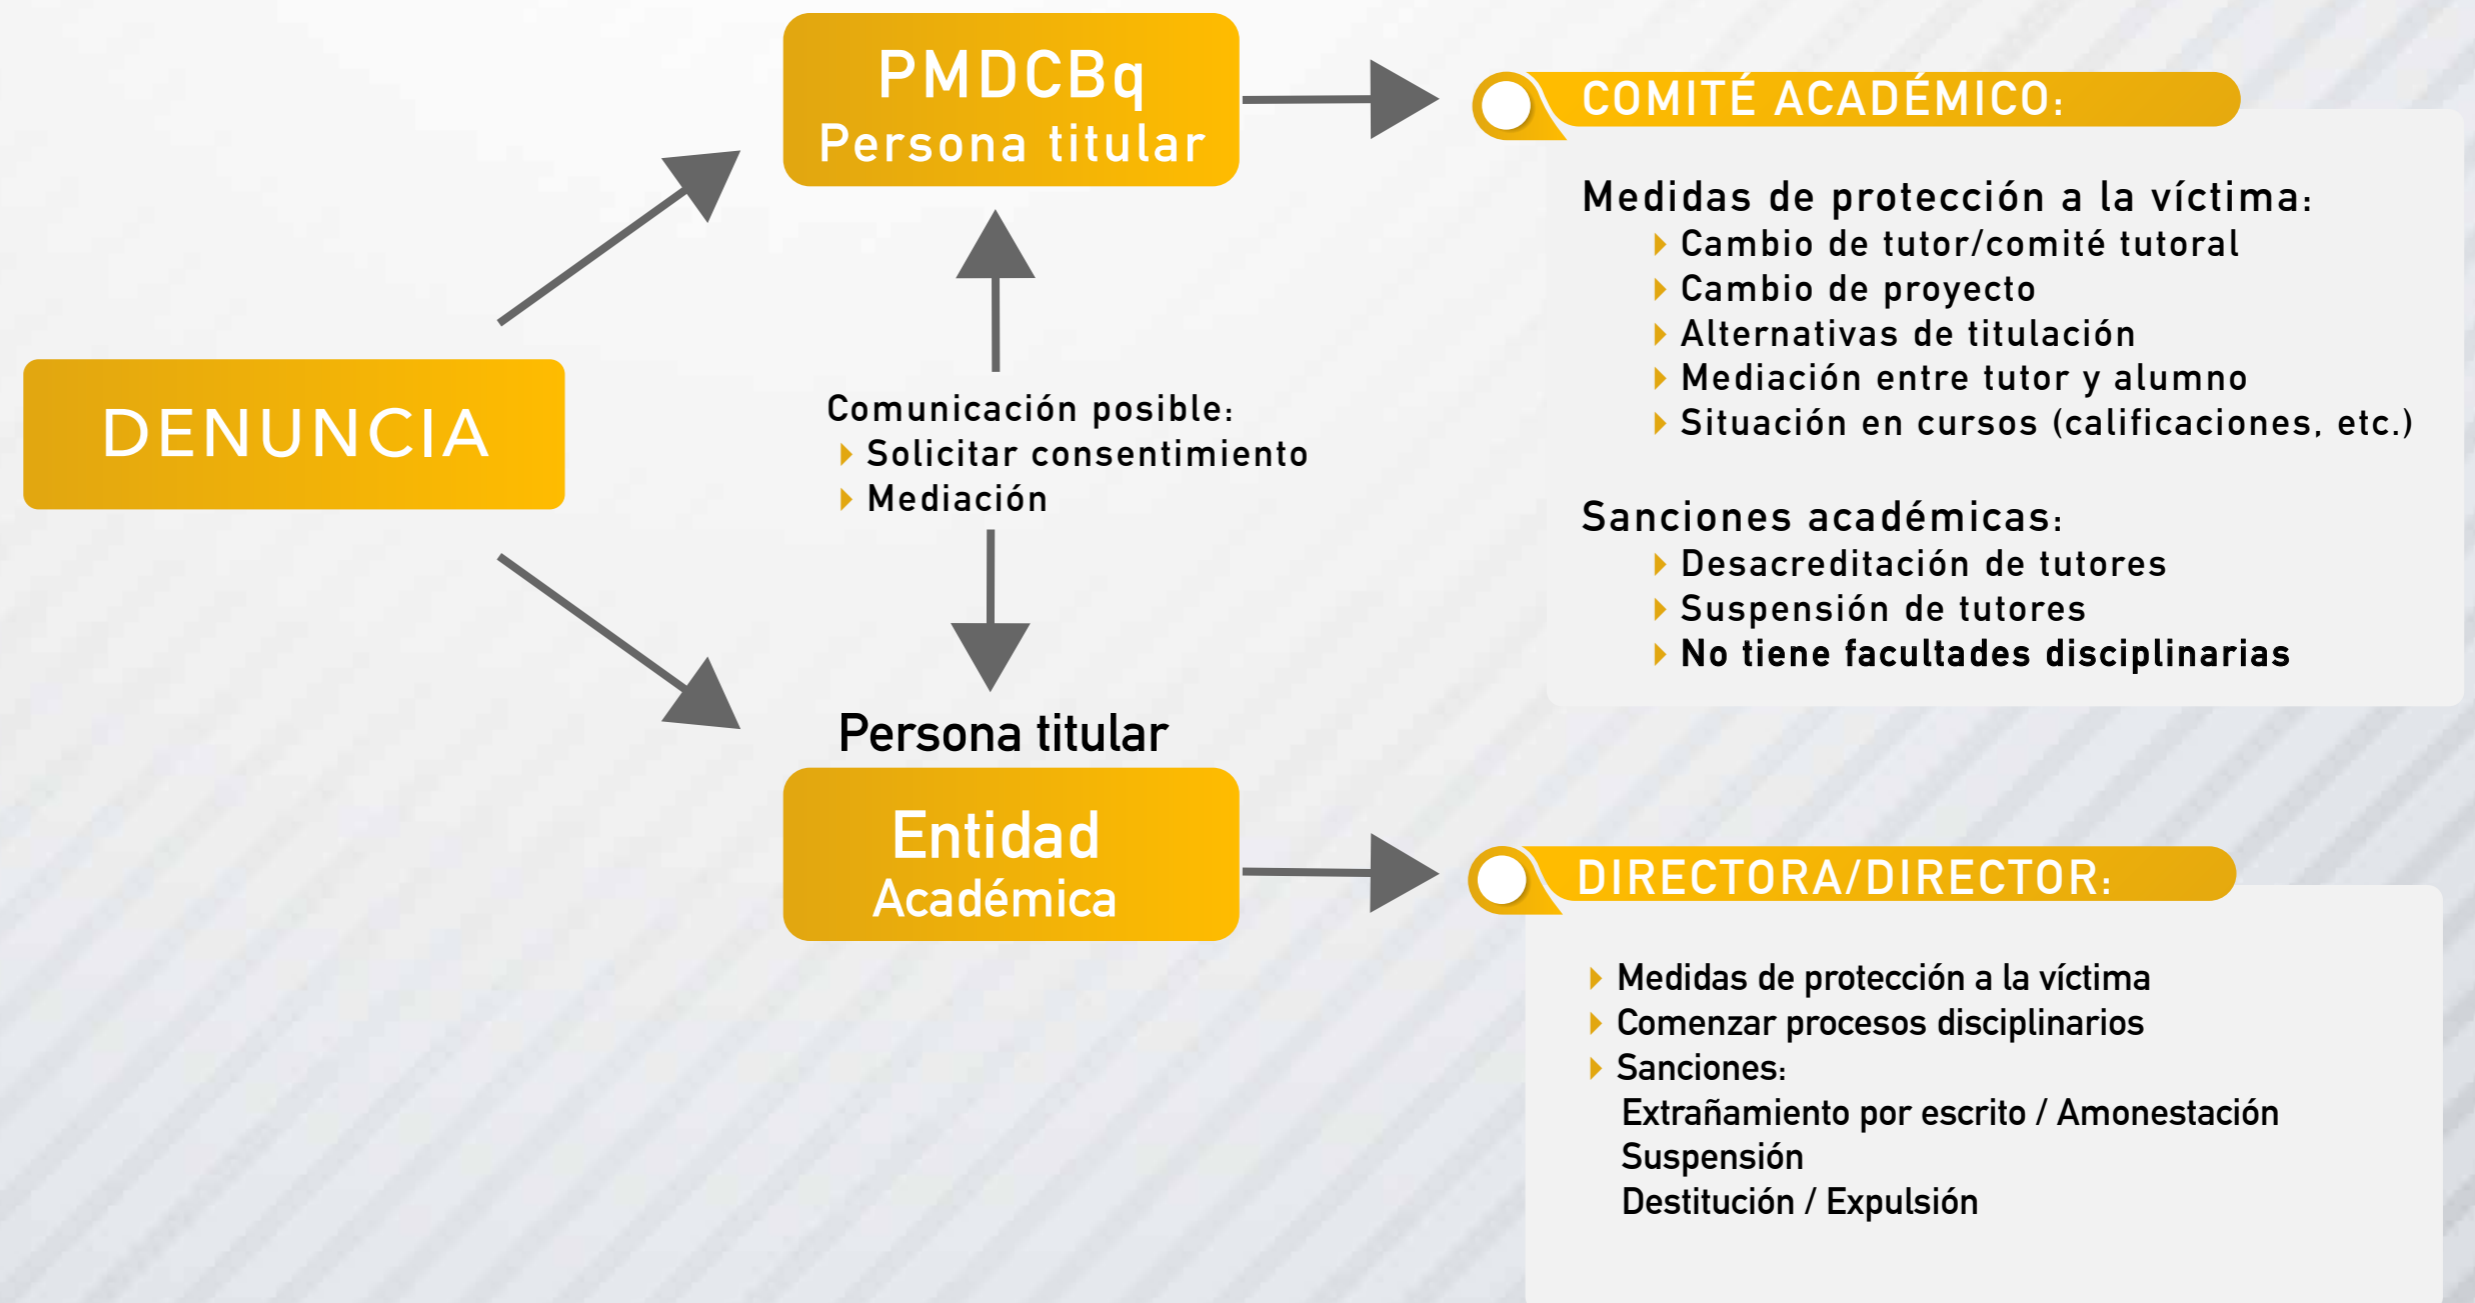 DENUNCIA
PMDCBq
Persona titular
Comunicación posible:
Solicitar consentimiento
Mediación
Persona titular
Entidad
Académica
COMITÉ ACADÉMICO:
Medidas de protección a la víctima:
Cambio de tutor/comité tutoral
Cambio de proyecto
Alternativas de titulación
Mediación entre tutor y alumno
Situación en cursos (calificaciones, etc.)
Sanciones académicas:
Desacreditación de tutores
Suspensión de tutores
No tiene facultades disciplinarias
DIRECTORA/DIRECTOR:
Medidas de protección a la víctima
Comenzar procesos disciplinarios
Sanciones:
Extrañamiento por escrito / Amonestación
Suspensión
Destitución / Expulsión